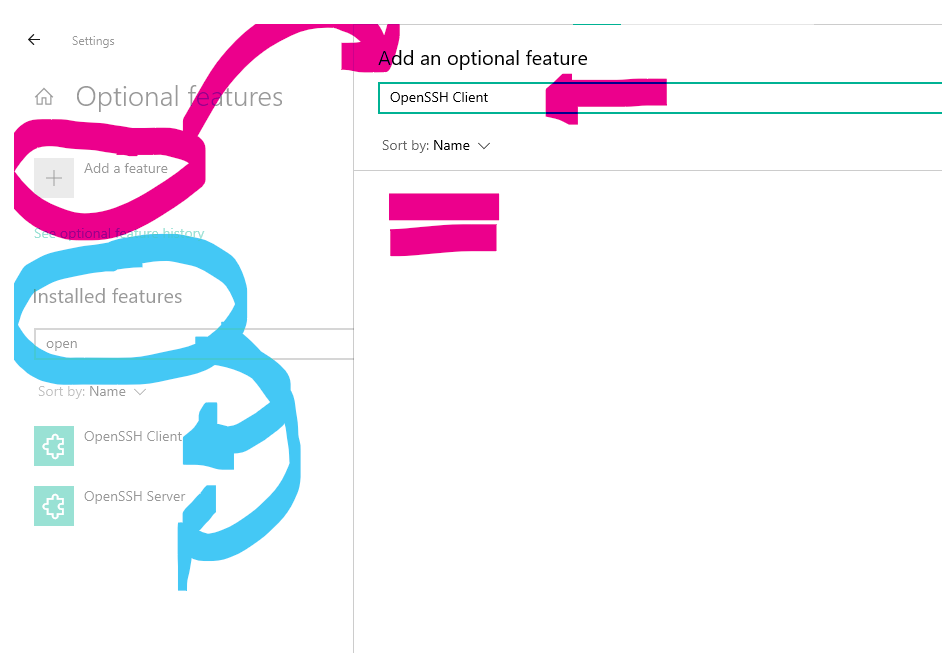 Settings
Optional features
Add a feature
See optional feature history
Installed features
open
Sort by: Name
OpenSSH Client
OpenSSH Server
Add an optional feature
OpenSSH Client
Sort by: Name